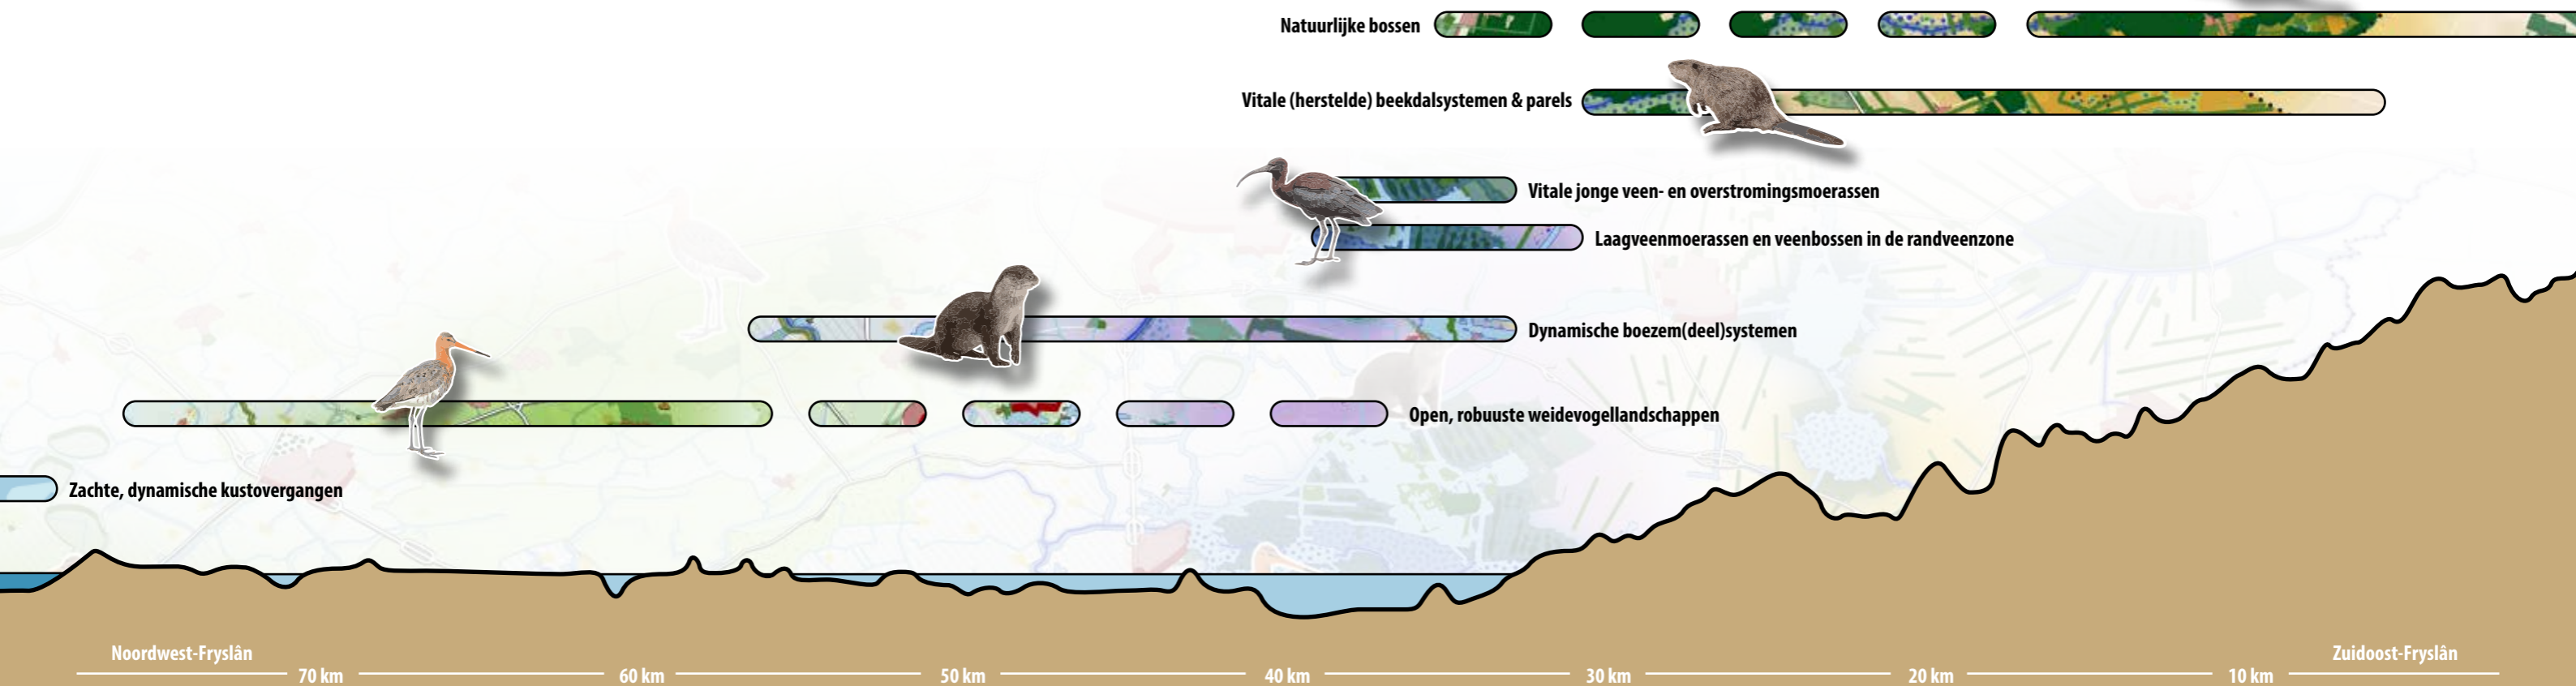 Natuurlijke bossen
Vitale (herstelde) beekdalsystemen & parels
Vitale jonge veen- en overstromingsmoerassen
Laagveenmoerassen en veenbossen in de randveenzone
Dynamische boezem(deel)systemen
Open, robuuste weidevogellandschappen
Zachte, dynamische kustovergangen
Noordwest-Fryslân
Zuidoost-Fryslân
70 km
60 km
50 km
40 km
30 km
20 km
10 km